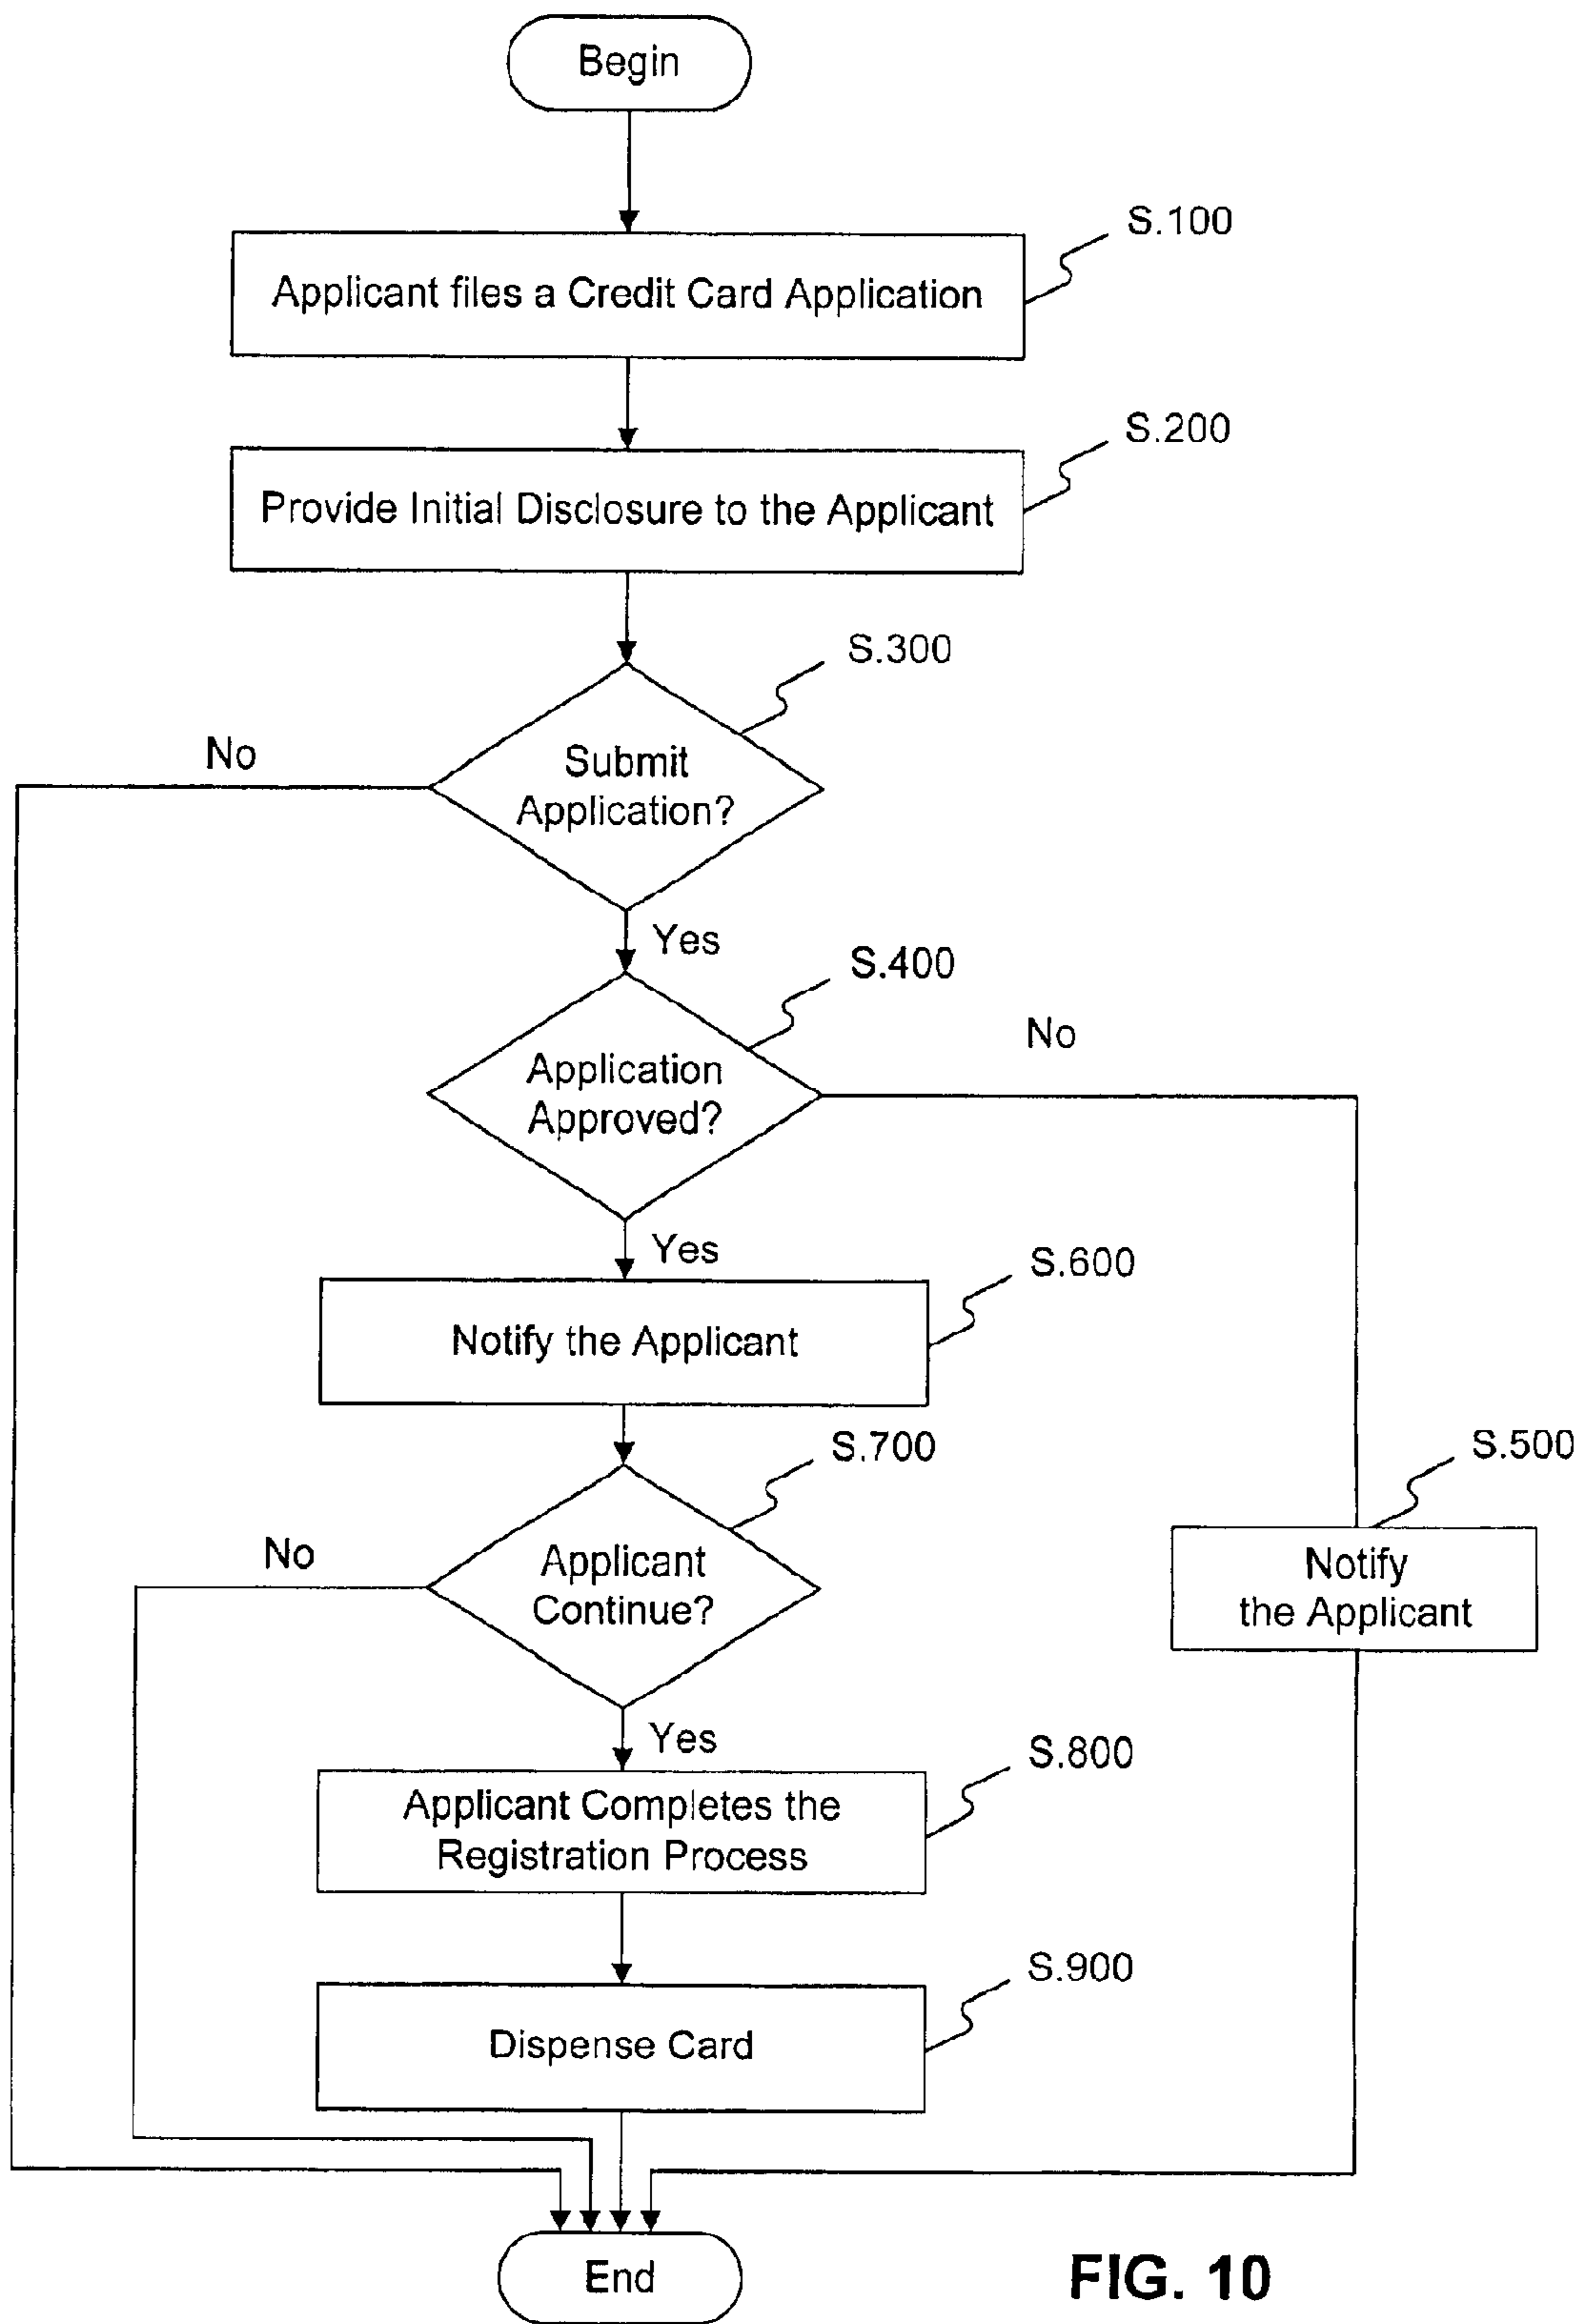 Begin
S.100
Applicant files a Credit Card Application
S.200
Provide Initial Disclosure to the Applicant
S.300
No
Submit
Application?
Yes
S.400
No
Application
Approved?
Yes
S.600
Notify the Applicant
S.700
S.500
No
Applicant
Continue?
Notify
the Applicant
Yes
S.800
Applicant Completes the
Registration Process
S.900
Dispense Card
End
FIG. 10